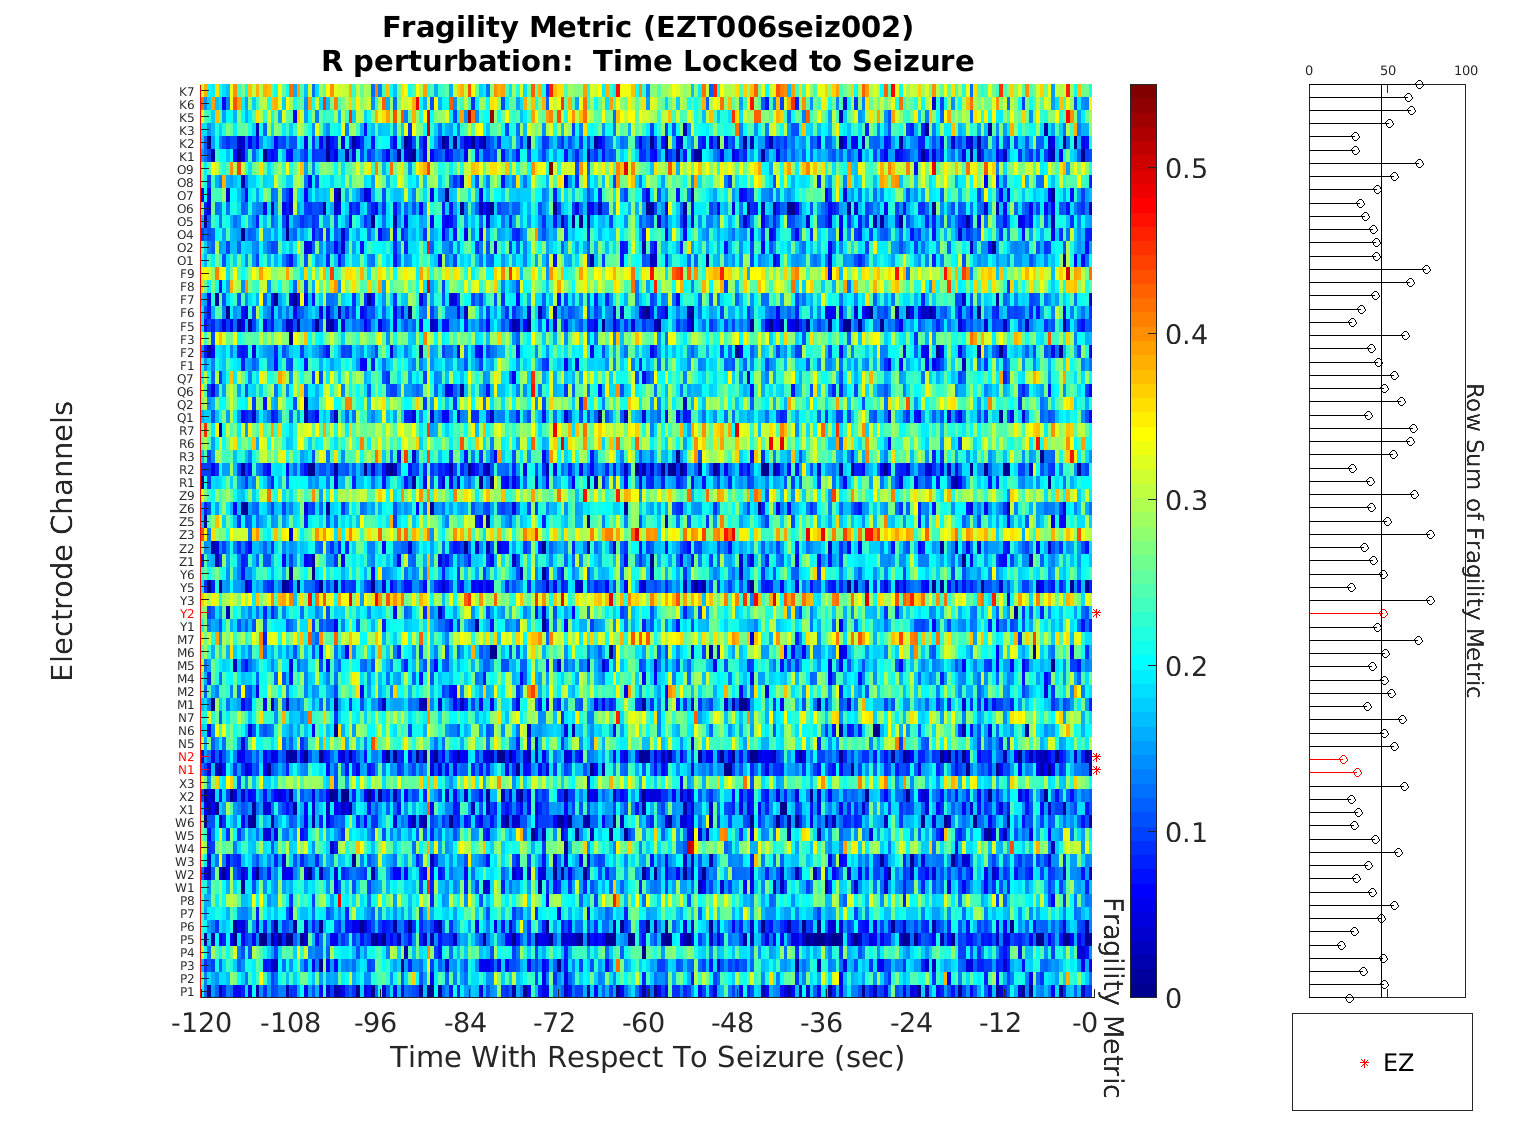 Fragility Metric (EZT006seiz002)
R perturbation:  Time Locked to Seizure
Electrode Channels
K7
K6
K5
K3
K2
K1
O9
O8
O7
O6
O5
O4
O2
O1
F9
F8
F7
F6
F5
F3
F2
F1
Q7
Q6
Q2
Q1
R7
R6
R3
R2
R1
Z9
Z6
Z5
Z3
Z2
Z1
Y6
Y5
Y3
Y2
Y1
M7
M6
M5
M4
M2
M1
N7
N6
N5
N2
N1
X3
X2
X1
W6
W5
W4
W3
W2
W1
P8
P7
P6
P5
P4
P3
P2
P1
-120 -108 -96 -84 -72 -60 -48 -36 -24 -12 -0
Time With Respect To Seizure (sec)
0.5
0.4
0.3
0.2
0.1
0
Fragility Metric
0 50 100
Row Sum of Fragility Metric
EZ